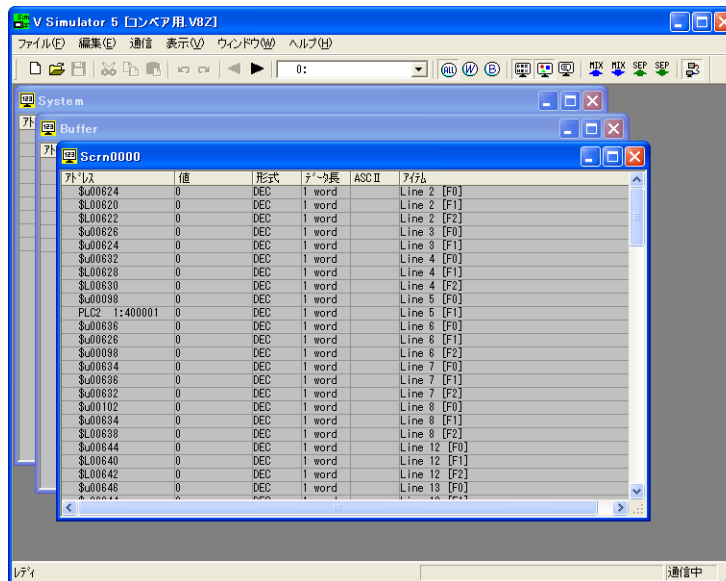 V Simulator 5 [コンベア用.V8Z]
ファイル(F) 編集(E) 通信 表示(V) ウィンドウ(W) ヘルプ(H)
0: ALL W B MIX MIX SEP SEP
System
Buffer
Scrn0000
アドレス 値 形式 データ長 ASCⅡ アイテム
$u00624 0 DEC 1 word Line 2 [F0]
$L00620 0 DEC 1 word Line 2 [F1]
$L00622 0 DEC 1 word Line 2 [F2]
$u00626 0 DEC 1 word Line 3 [F0]
$u00624 0 DEC 1 word Line 3 [F1]
$u00632 0 DEC 1 word Line 4 [F0]
$L00628 0 DEC 1 word Line 4 [F1]
$L00630 0 DEC 1 word Line 4 [F2]
$u00098 0 DEC 1 word Line 5 [F0]
PLC2 1:400001 0 DEC 1 word Line 5 [F1]
$u00636 0 DEC 1 word Line 6 [F0]
$u00626 0 DEC 1 word Line 6 [F1]
$u00098 0 DEC 1 word Line 6 [F2]
$u00634 0 DEC 1 word Line 7 [F0]
$u00636 0 DEC 1 word Line 7 [F1]
$u00632 0 DEC 1 word Line 7 [F2]
$u00102 0 DEC 1 word Line 8 [F0]
$u00634 0 DEC 1 word Line 8 [F1]
$L00638 0 DEC 1 word Line 8 [F2]
$u00644 0 DEC 1 word Line 12 [F0]
$L00640 0 DEC 1 word Line 12 [F1]
$L00642 0 DEC 1 word Line 12 [F2]
$u00646 0 DEC 1 word Line 13 [F0]
レディ 通信中